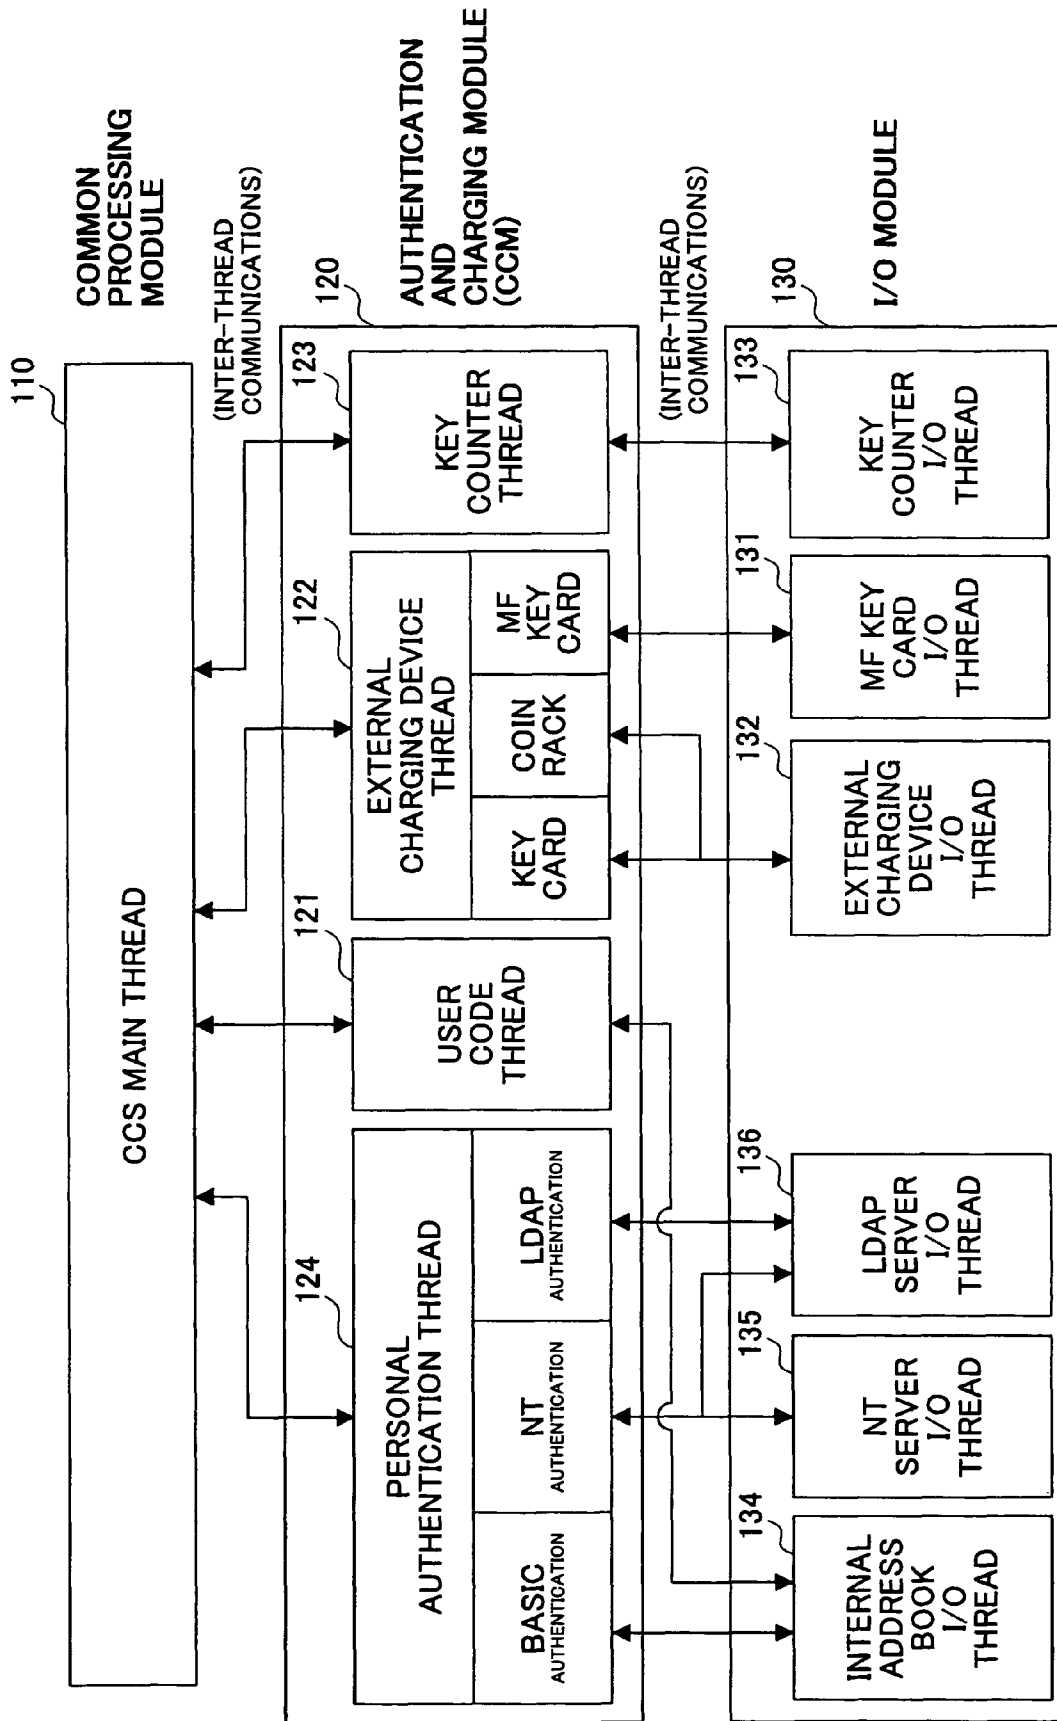 COMMON
PROCESSING
MODULE
110
CCS MAIN THREAD
(INTER-THREAD
COMMUNICATIONS)
AUTHENTICATION
AND
CHARGING MODULE
(CCM)
120
124
PERSONAL
AUTHENTICATION THREAD
BASIC
AUTHENTICATION
NT
AUTHENTICATION
LDAP
AUTHENTICATION
121
USER
CODE
THREAD
122
EXTERNAL
CHARGING DEVICE
THREAD
KEY
CARD
COIN
RACK
MF
KEY
CARD
123
KEY
COUNTER
THREAD
(INTER-THREAD
COMMUNICATIONS)
I/O MODULE
130
134
INTERNAL
ADDRESS
BOOK
I/O
THREAD
135
NT
SERVER
I/O
THREAD
136
LDAP
SERVER
I/O
THREAD
132
EXTERNAL
CHARGING
DEVICE
I/O
THREAD
131
MF KEY
CARD
I/O
THREAD
133
KEY
COUNTER
I/O
THREAD